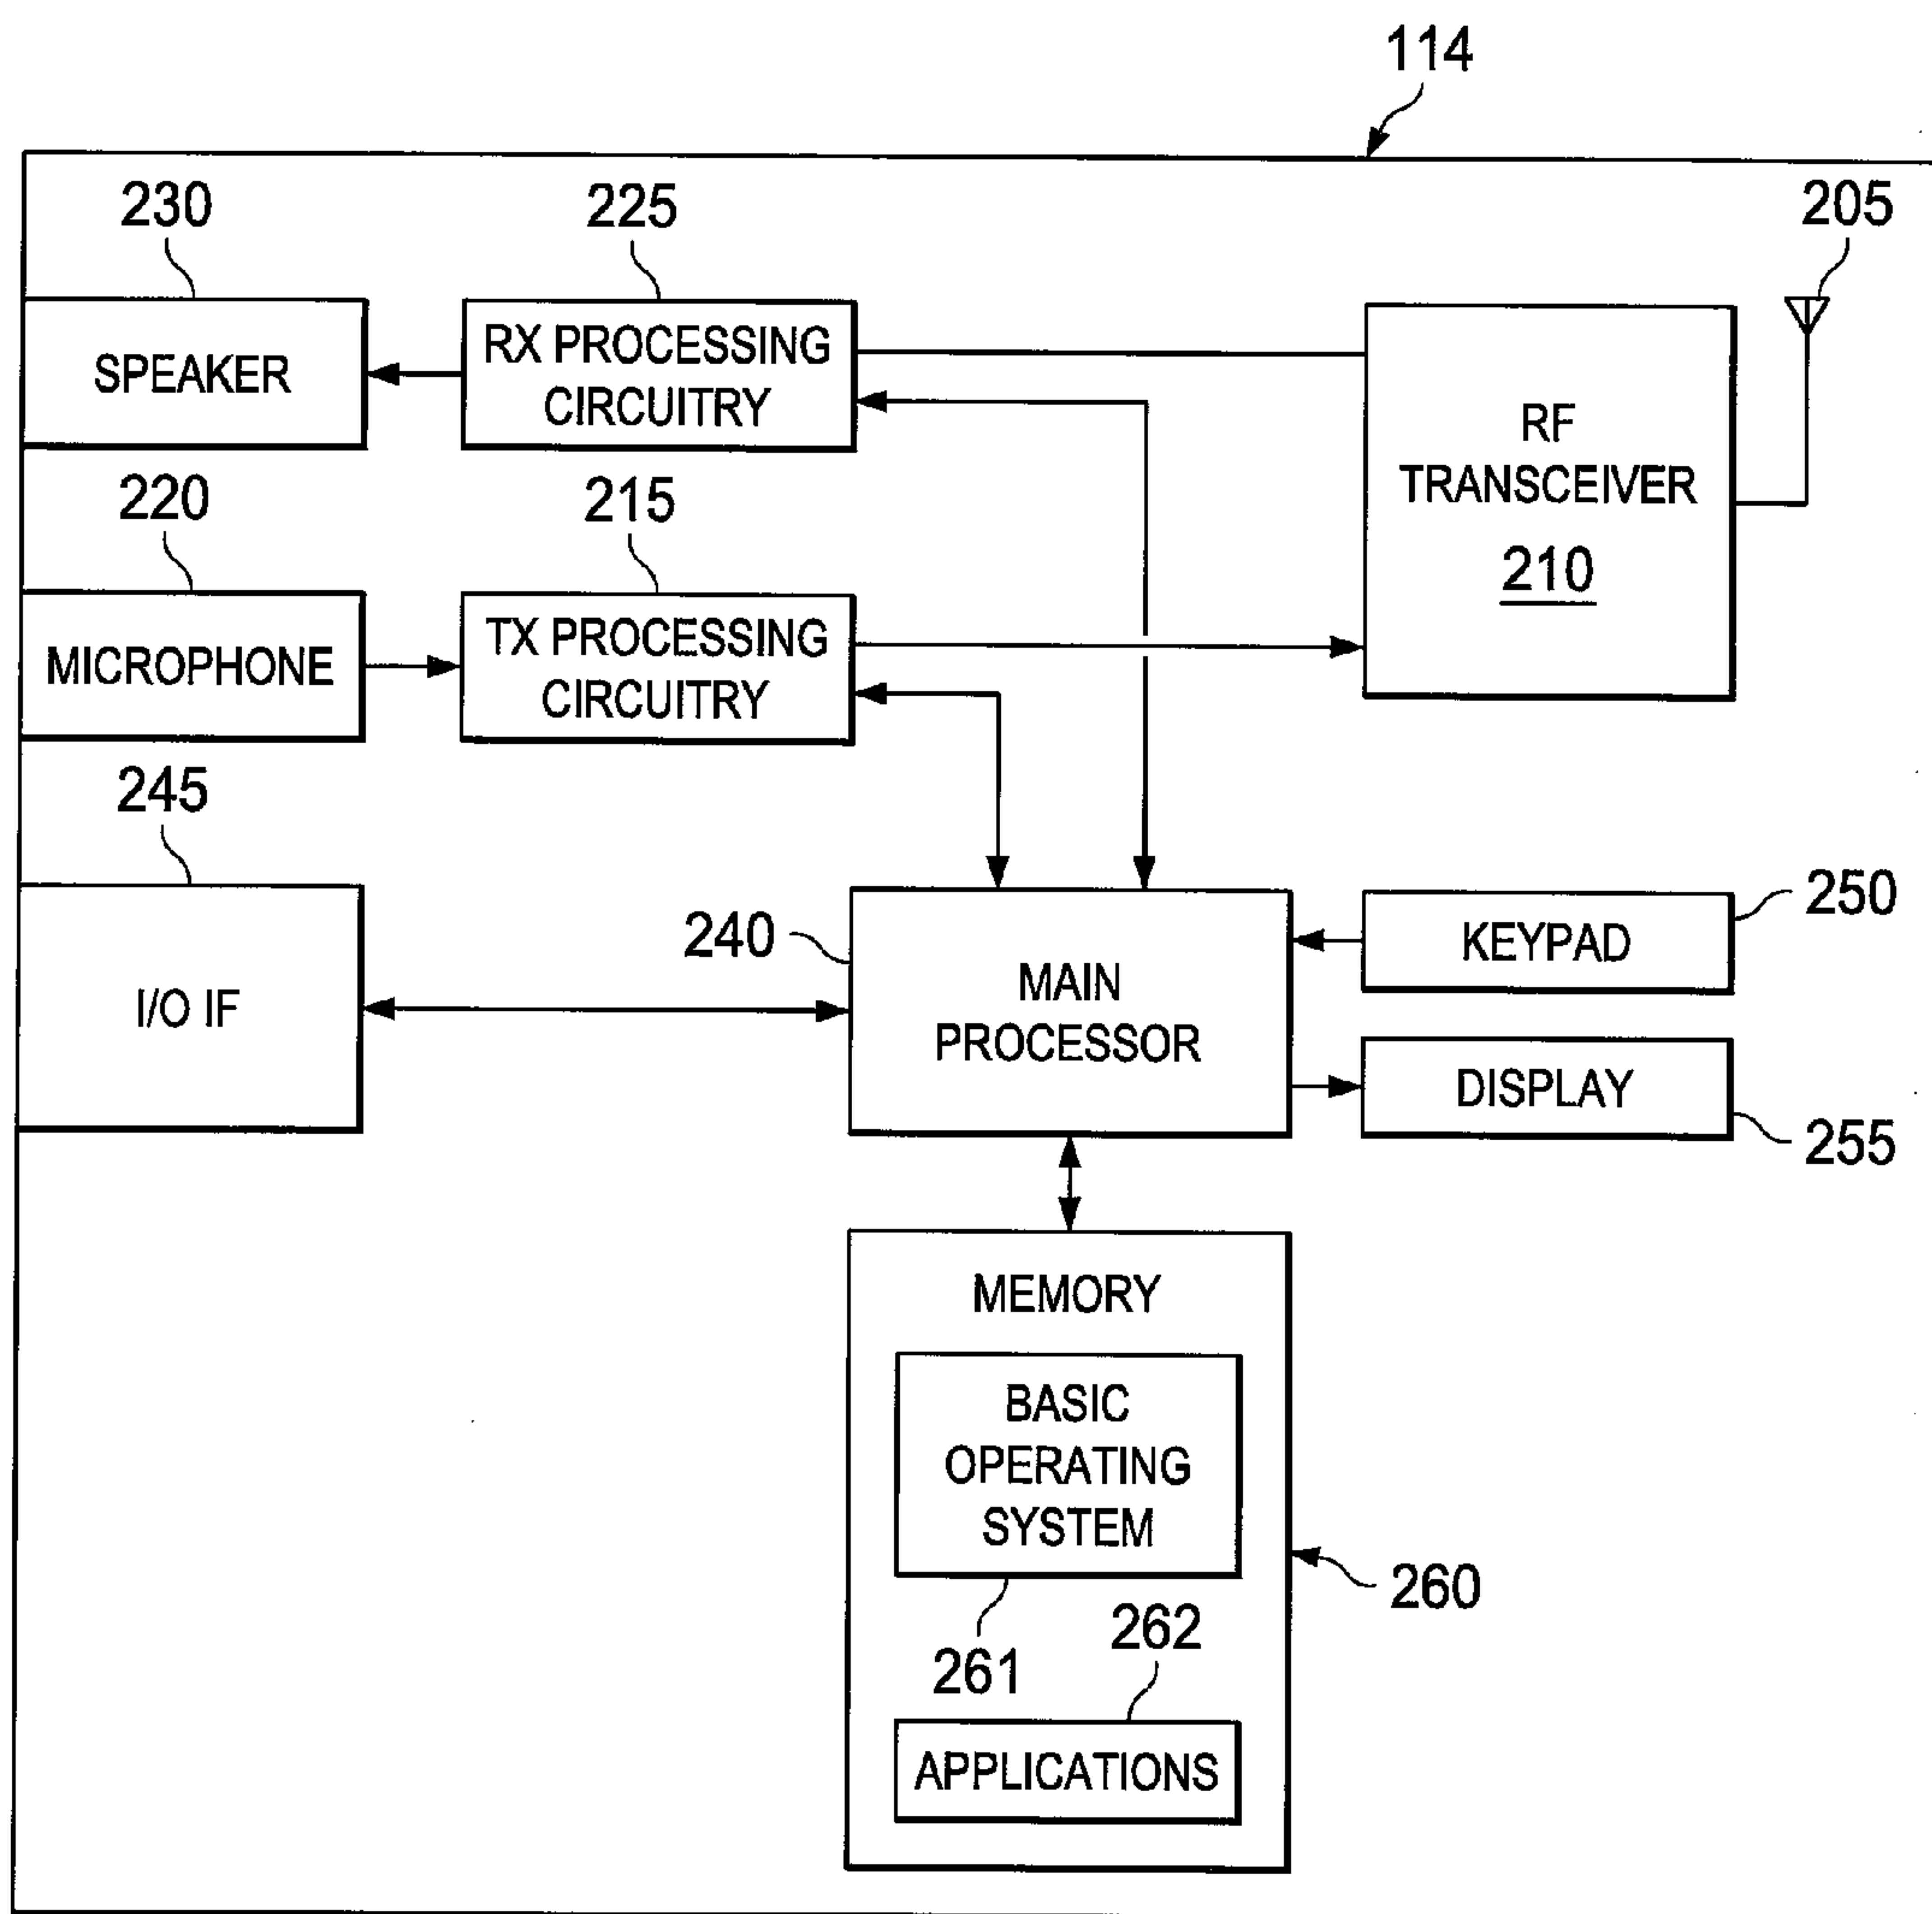 114
205
230
225
SPEAKER
RX PROCESSING
CIRCUITRY
RF
TRANSCEIVER
210
220
215
MICROPHONE
TX PROCESSING
CIRCUITRY
245
I/O IF
240
MAIN
PROCESSOR
KEYPAD
250
DISPLAY
255
MEMORY
BASIC
OPERATING
SYSTEM
261
260
262
APPLICATIONS